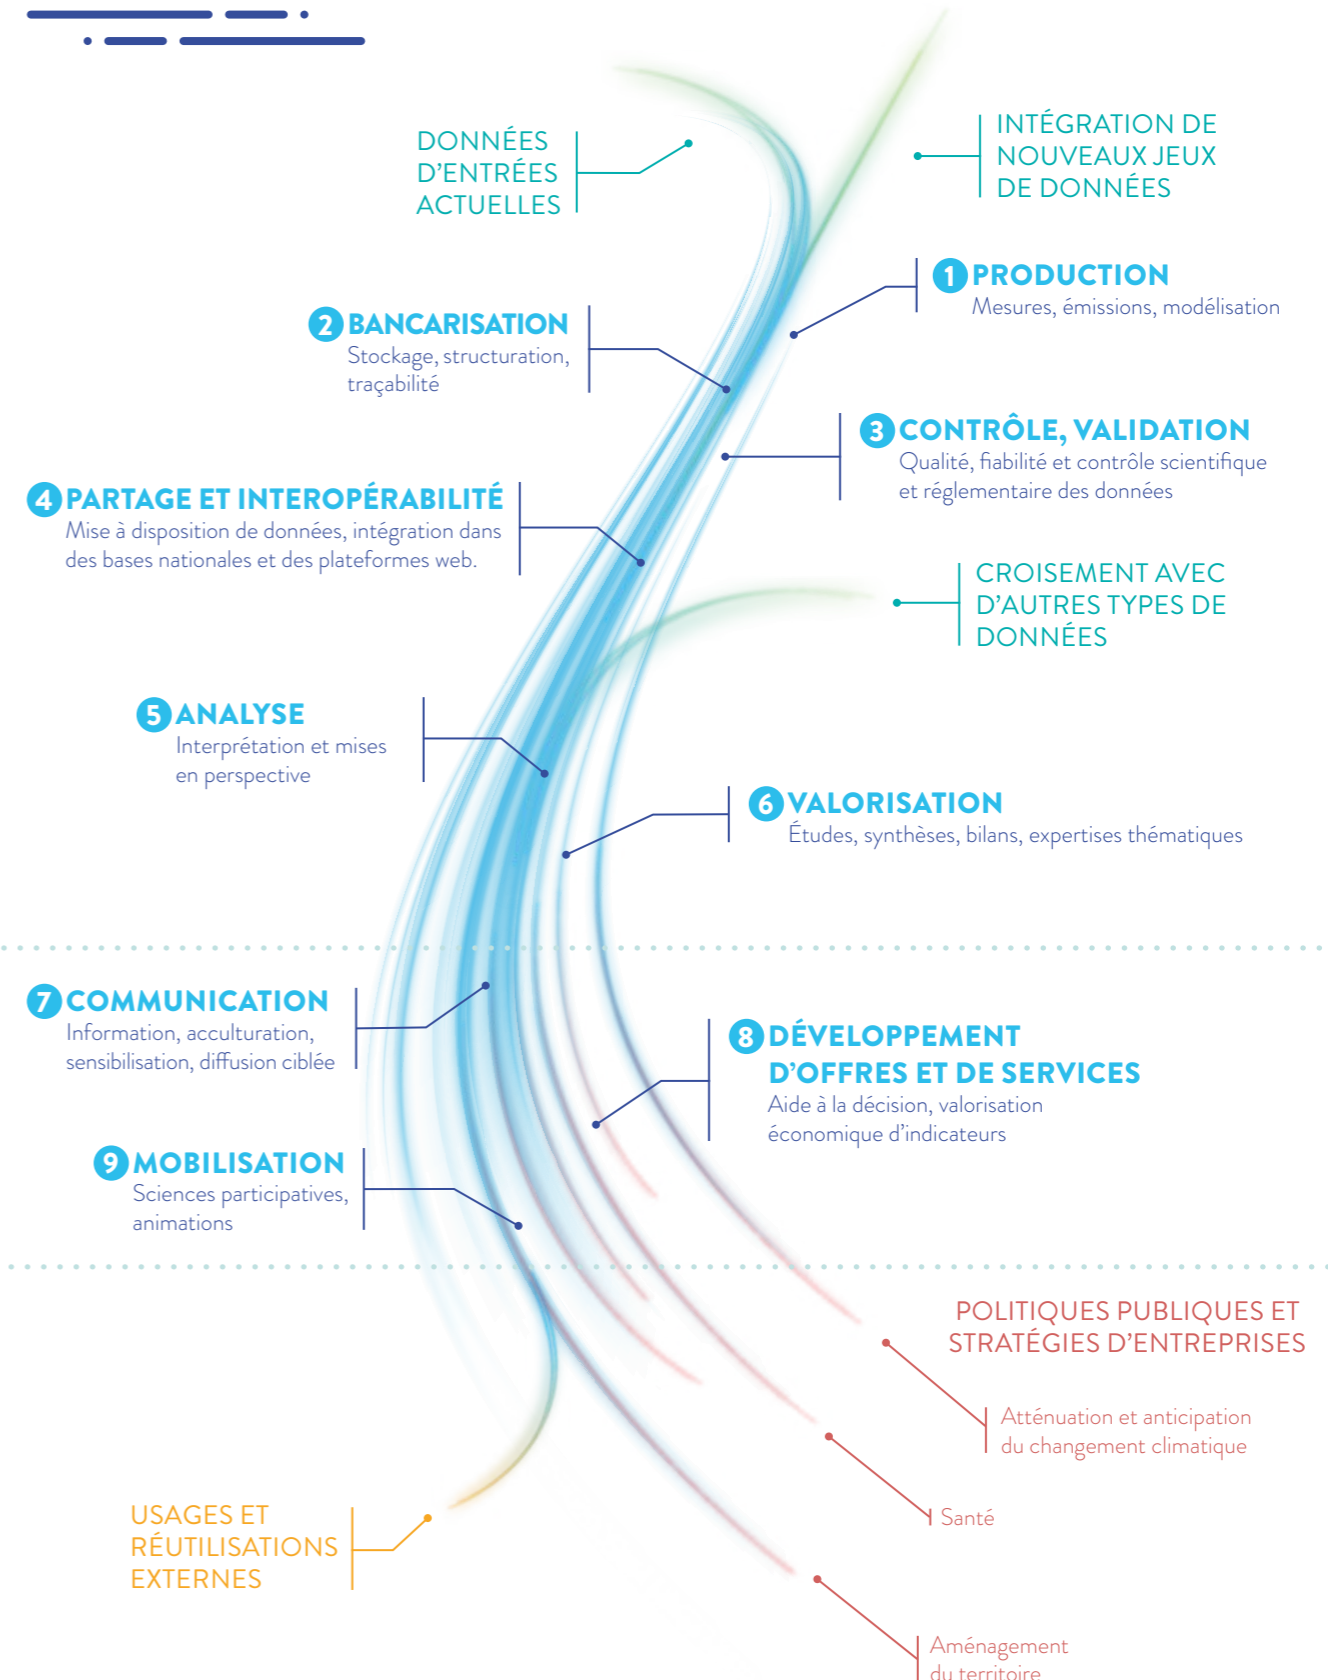 DONNÉES
D'ENTRÉES
ACTUELLES
INTÉGRATION DE
NOUVEAUX JEUX
DE DONNÉES
1 PRODUCTION
Mesures, émissions, modélisation
2 BANCARISATION
Stockage, structuration,
traçabilité
3 CONTRÔLE, VALIDATION
Qualité, fiabilité et contrôle scientifique
et réglementaire des données
4 PARTAGE ET INTEROPÉRABILITÉ
Mise à disposition de données, intégration dans
des bases nationales et des plateformes web.
CROISEMENT AVEC
D'AUTRES TYPES DE
DONNÉES
5 ANALYSE
Interprétation et mises
en perspective
6 VALORISATION
Études, synthèses, bilans, expertises thématiques
7 COMMUNICATION
Information, acculturation,
sensibilisation, diffusion ciblée
8 DÉVELOPPEMENT
D'OFFRES ET DE SERVICES
Aide à la décision, valorisation
économique d'indicateurs
9 MOBILISATION
Sciences participatives,
animations
POLITIQUES PUBLIQUES ET
STRATÉGIES D'ENTREPRISES
Atténuation et anticipation
du changement climatique
Santé
USAGES ET
RÉUTILISATIONS
EXTERNES
Aménagement
du territoire